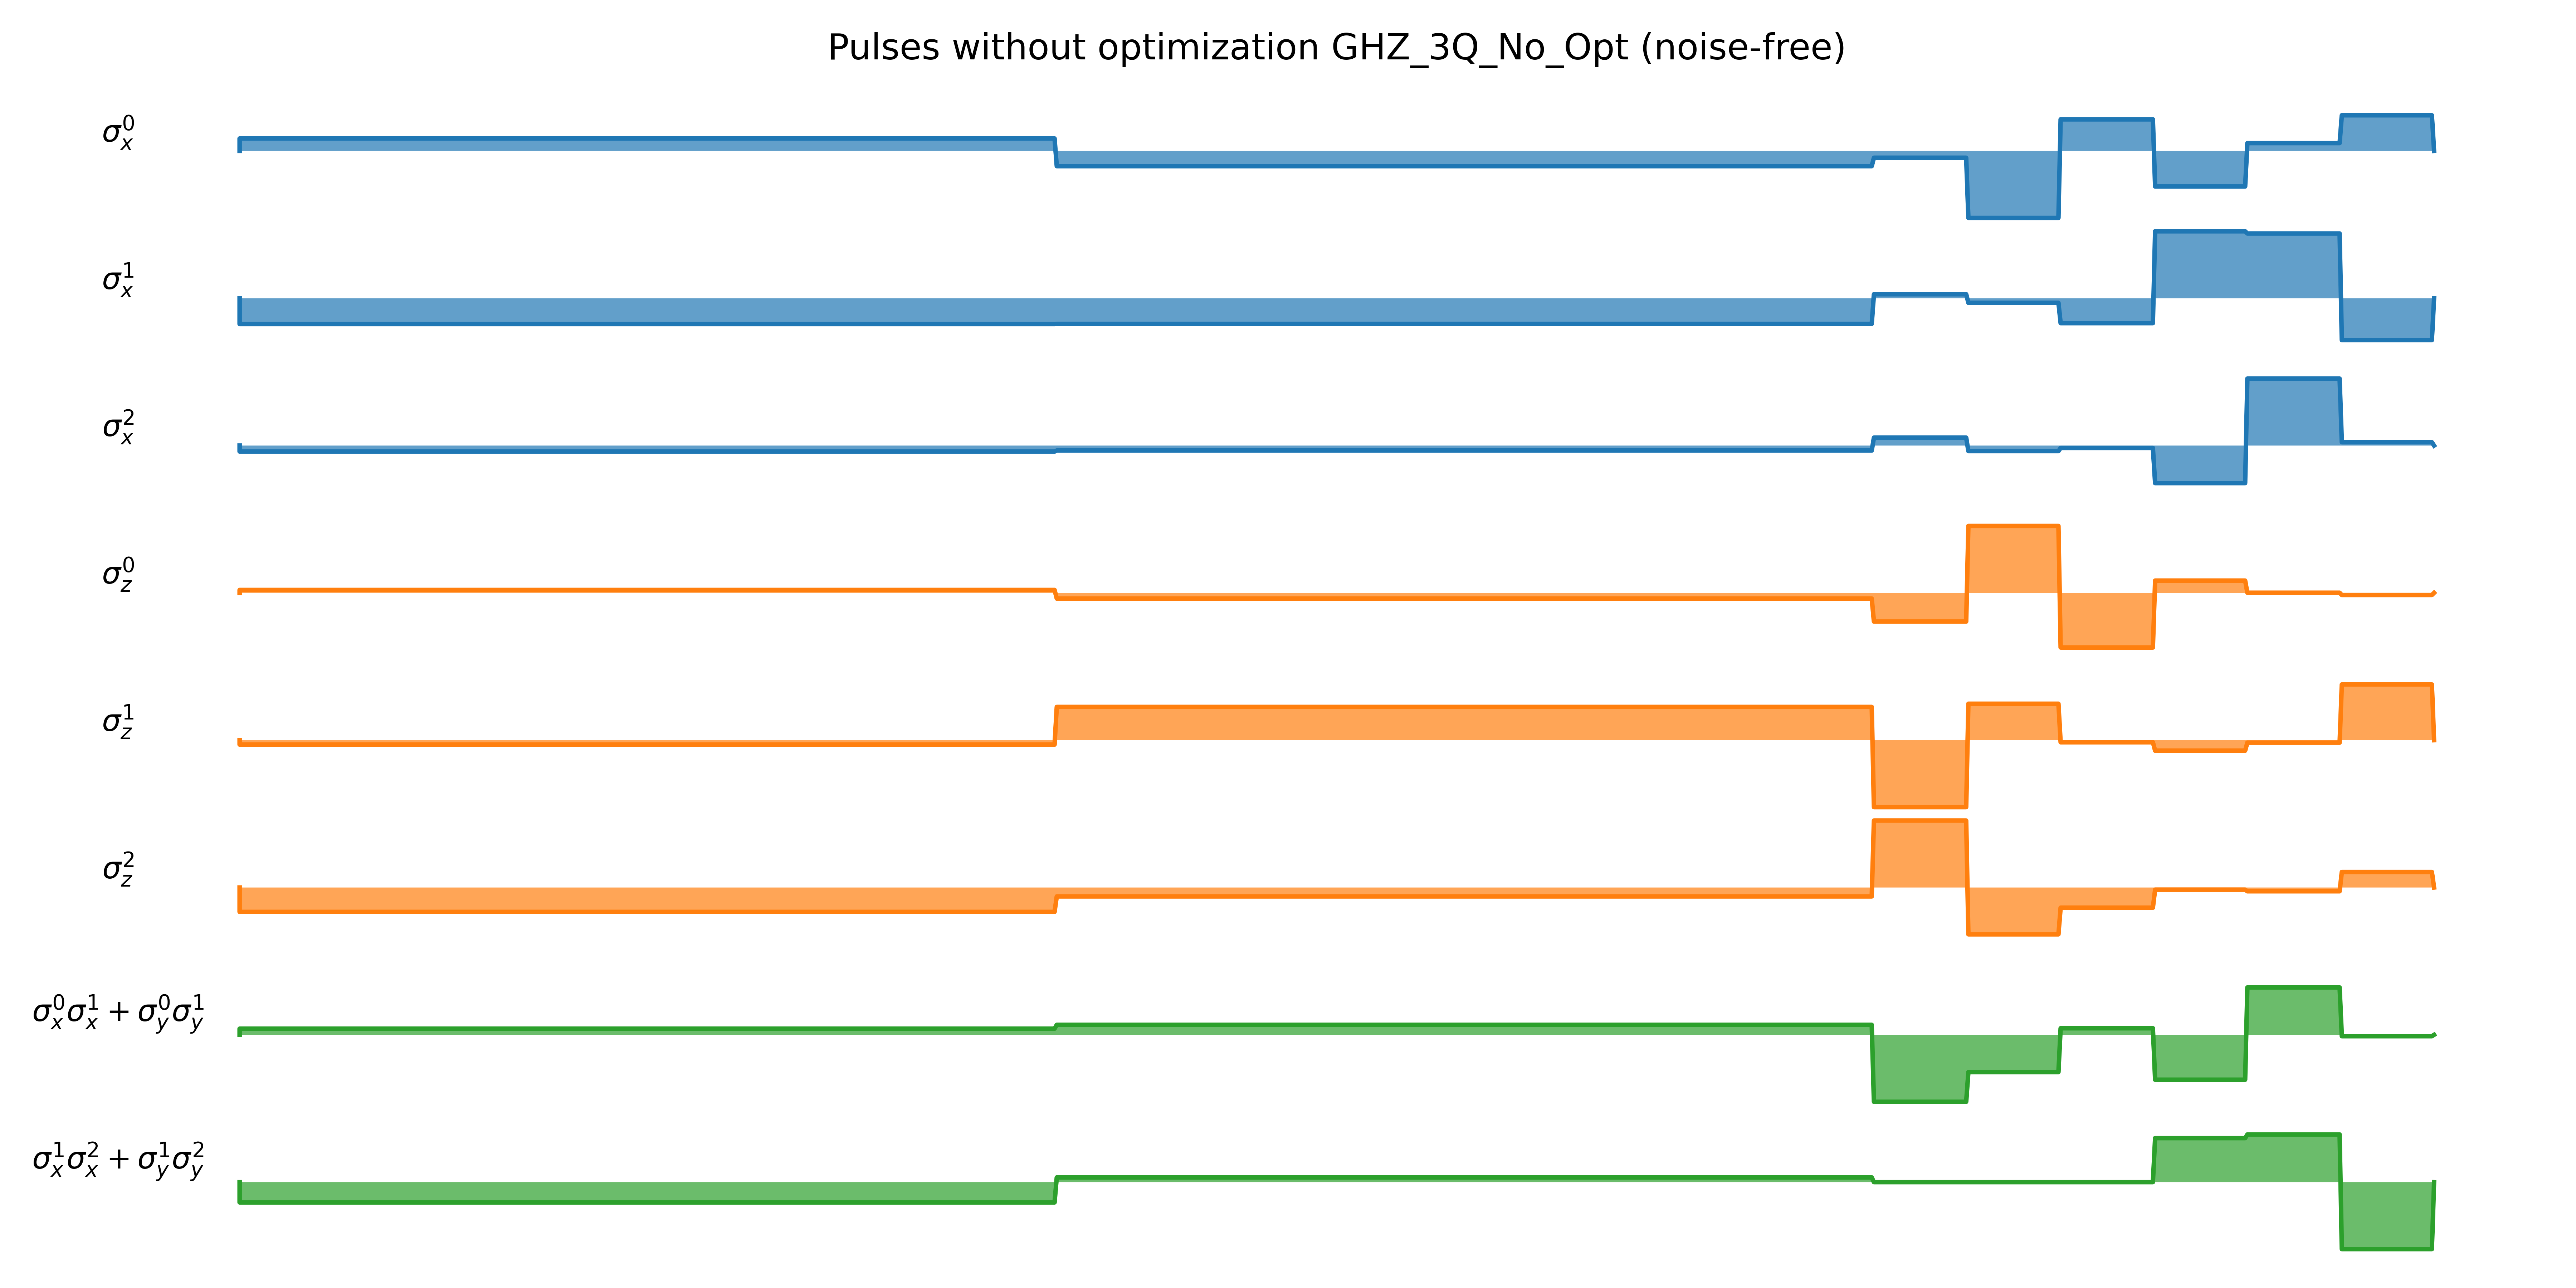 Pulses without optimization GHZ_3Q_No_Opt (noise-free)
σ_x^0
σ_x^1
σ_x^2
σ_z^0
σ_z^1
σ_z^2
σ_x^0σ_x^1 + σ_y^0σ_y^1
σ_x^1σ_x^2 + σ_y^1σ_y^2